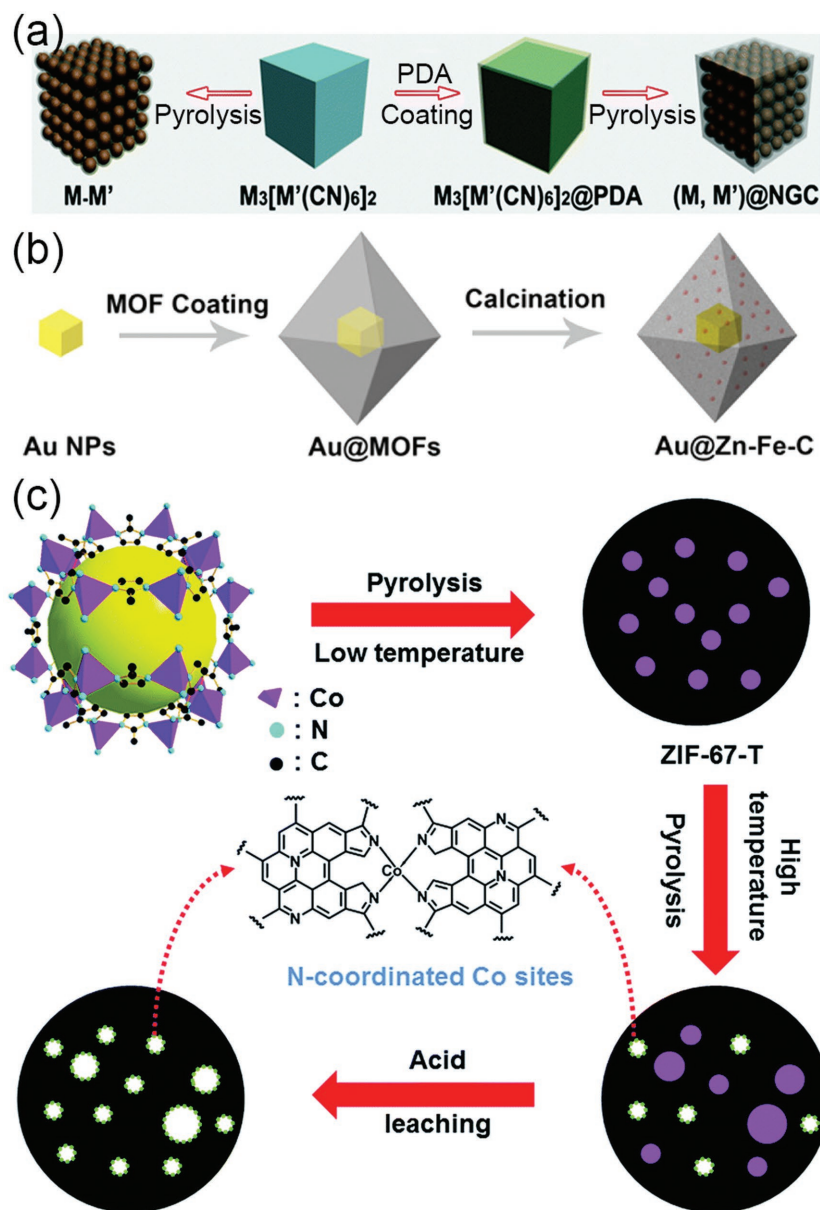 (a)
PDA
Pyrolysis
Coating
Pyrolysis
M-M'
M3[M'(CN)6]2
M3[M'(CN)6]2@PDA
(M, M')@NGC
(b)
MOF Coating
Calcination
Au NPs
Au@MOFs
Au@Zn-Fe-C
(c)
Pyrolysis
Low temperature
: Co
: N
: C
ZIF-67-T
High
temperature
Pyrolysis
N
N
N
N
Co
N
N
N
N
N-coordinated Co sites
Acid
leaching